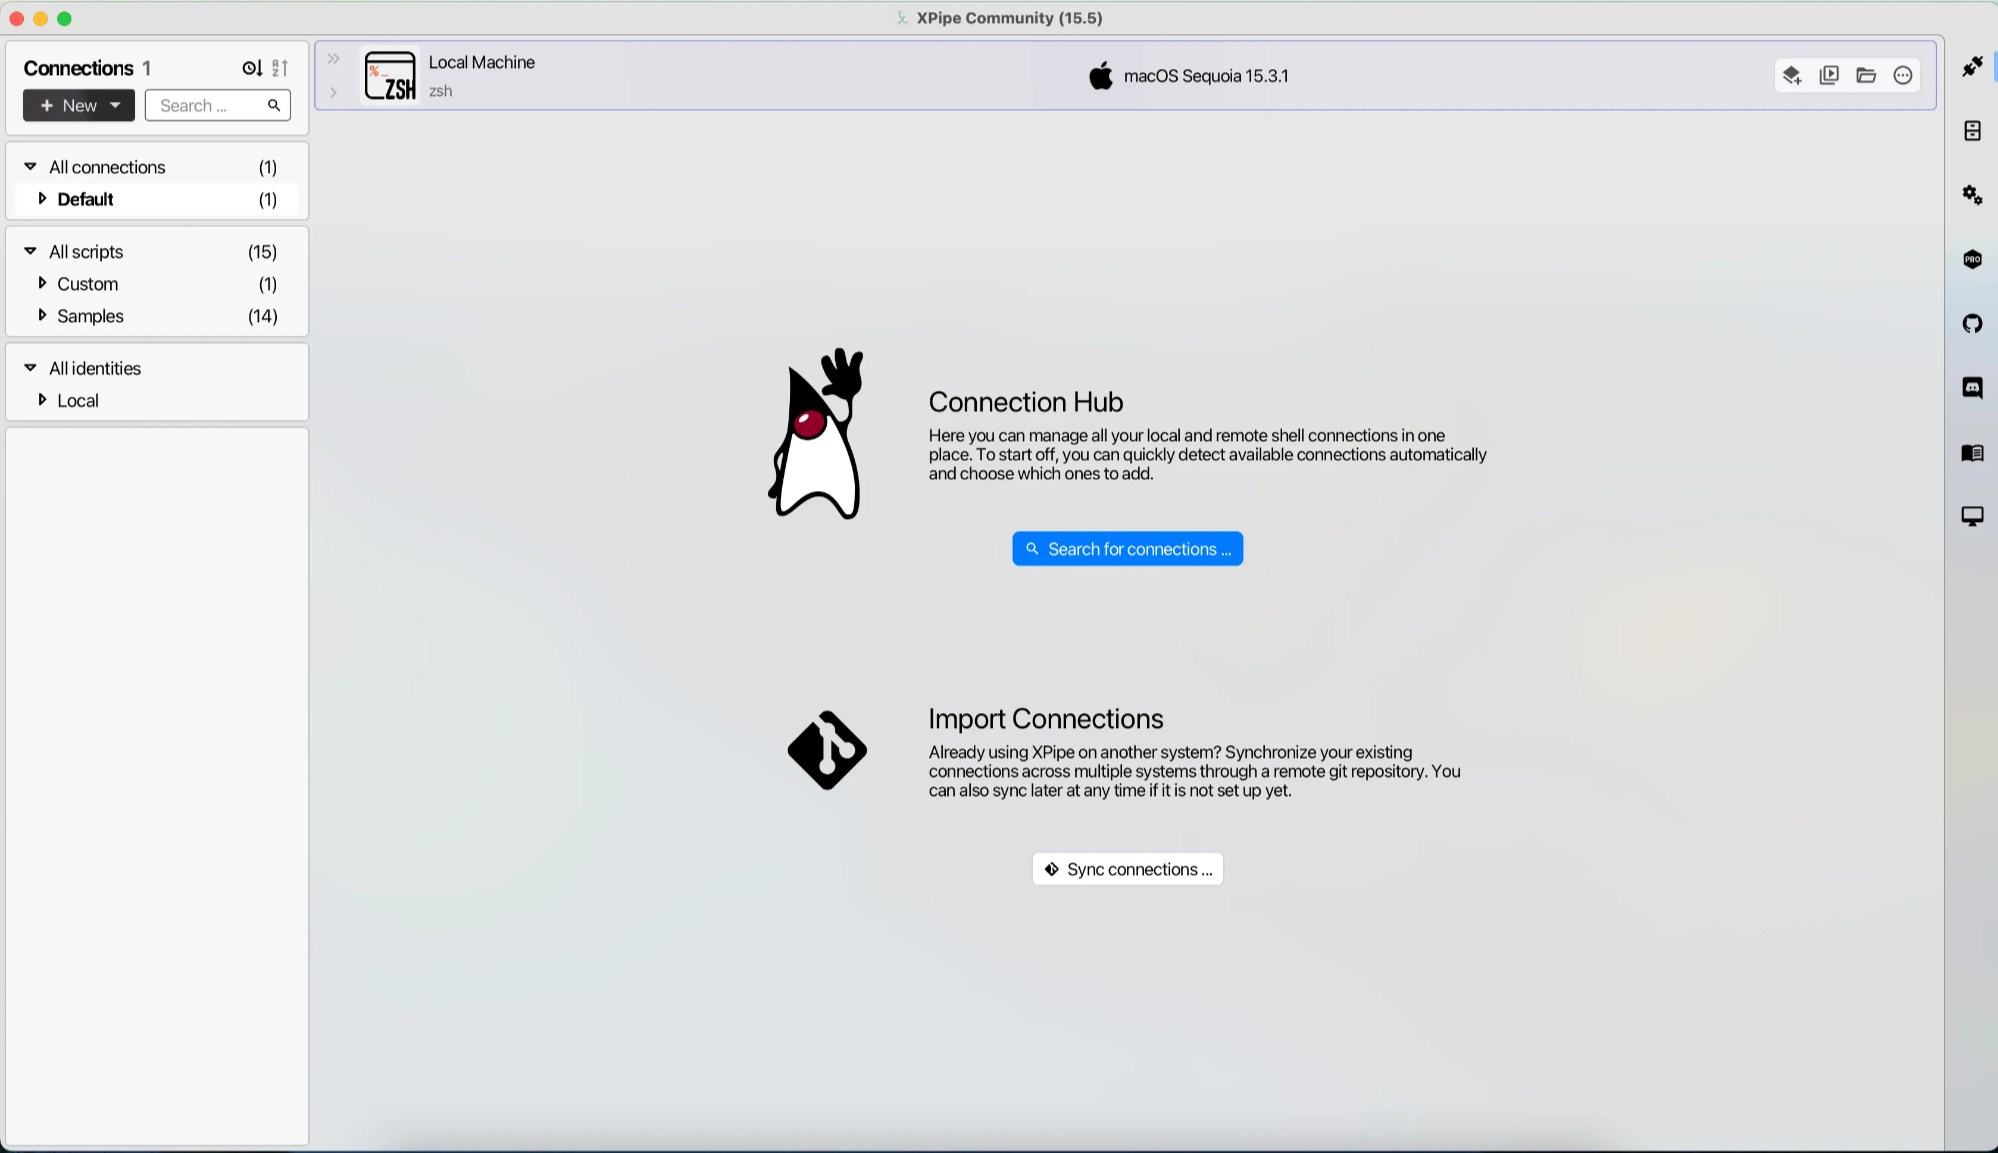 XPipe Community (15.5)
Connections 1
New
Search ...
All connections (1)
Default (1)
All scripts (15)
Custom (1)
Samples (14)
All identities
Local
%_ ZSH
Local Machine
zsh
macOS Sequoia 15.3.1
Connection Hub
Here you can manage all your local and remote shell connections in one
place. To start off, you can quickly detect available connections automatically
and choose which ones to add.
Search for connections ...
Import Connections
Already using XPipe on another system? Synchronize your existing
connections across multiple systems through a remote git repository. You
can also sync later at any time if it is not set up yet.
Sync connections ...
PRO